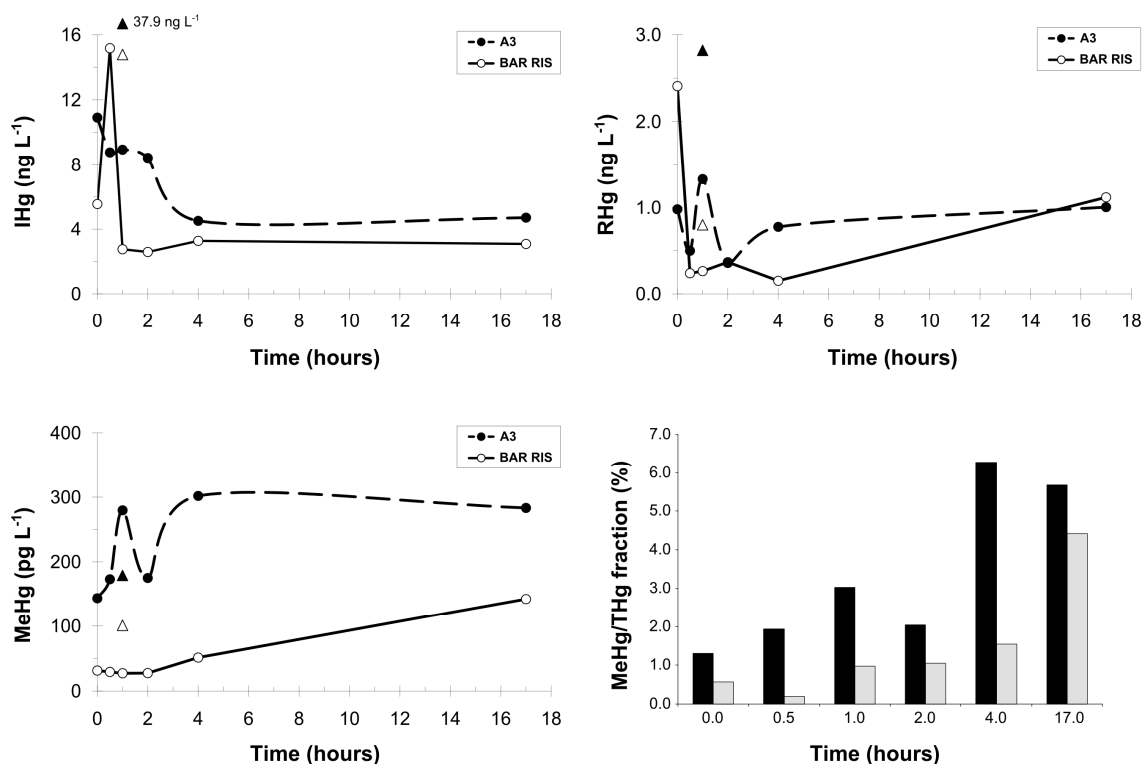 37.9 ng L⁻¹
A3
BAR RIS
IHg (ng L⁻¹)
16
12
8
4
0
0 2 4 6 8 10 12 14 16 18
Time (hours)
A3
BAR RIS
RHg (ng L⁻¹)
3.0
2.0
1.0
0.0
0 2 4 6 8 10 12 14 16 18
Time (hours)
A3
BAR RIS
MeHg (pg L⁻¹)
400
300
200
100
0
0 2 4 6 8 10 12 14 16 18
Time (hours)
MeHg/THg fraction (%)
7.0
6.0
5.0
4.0
3.0
2.0
1.0
0.0
0.0 0.5 1.0 2.0 4.0 17.0
Time (hours)